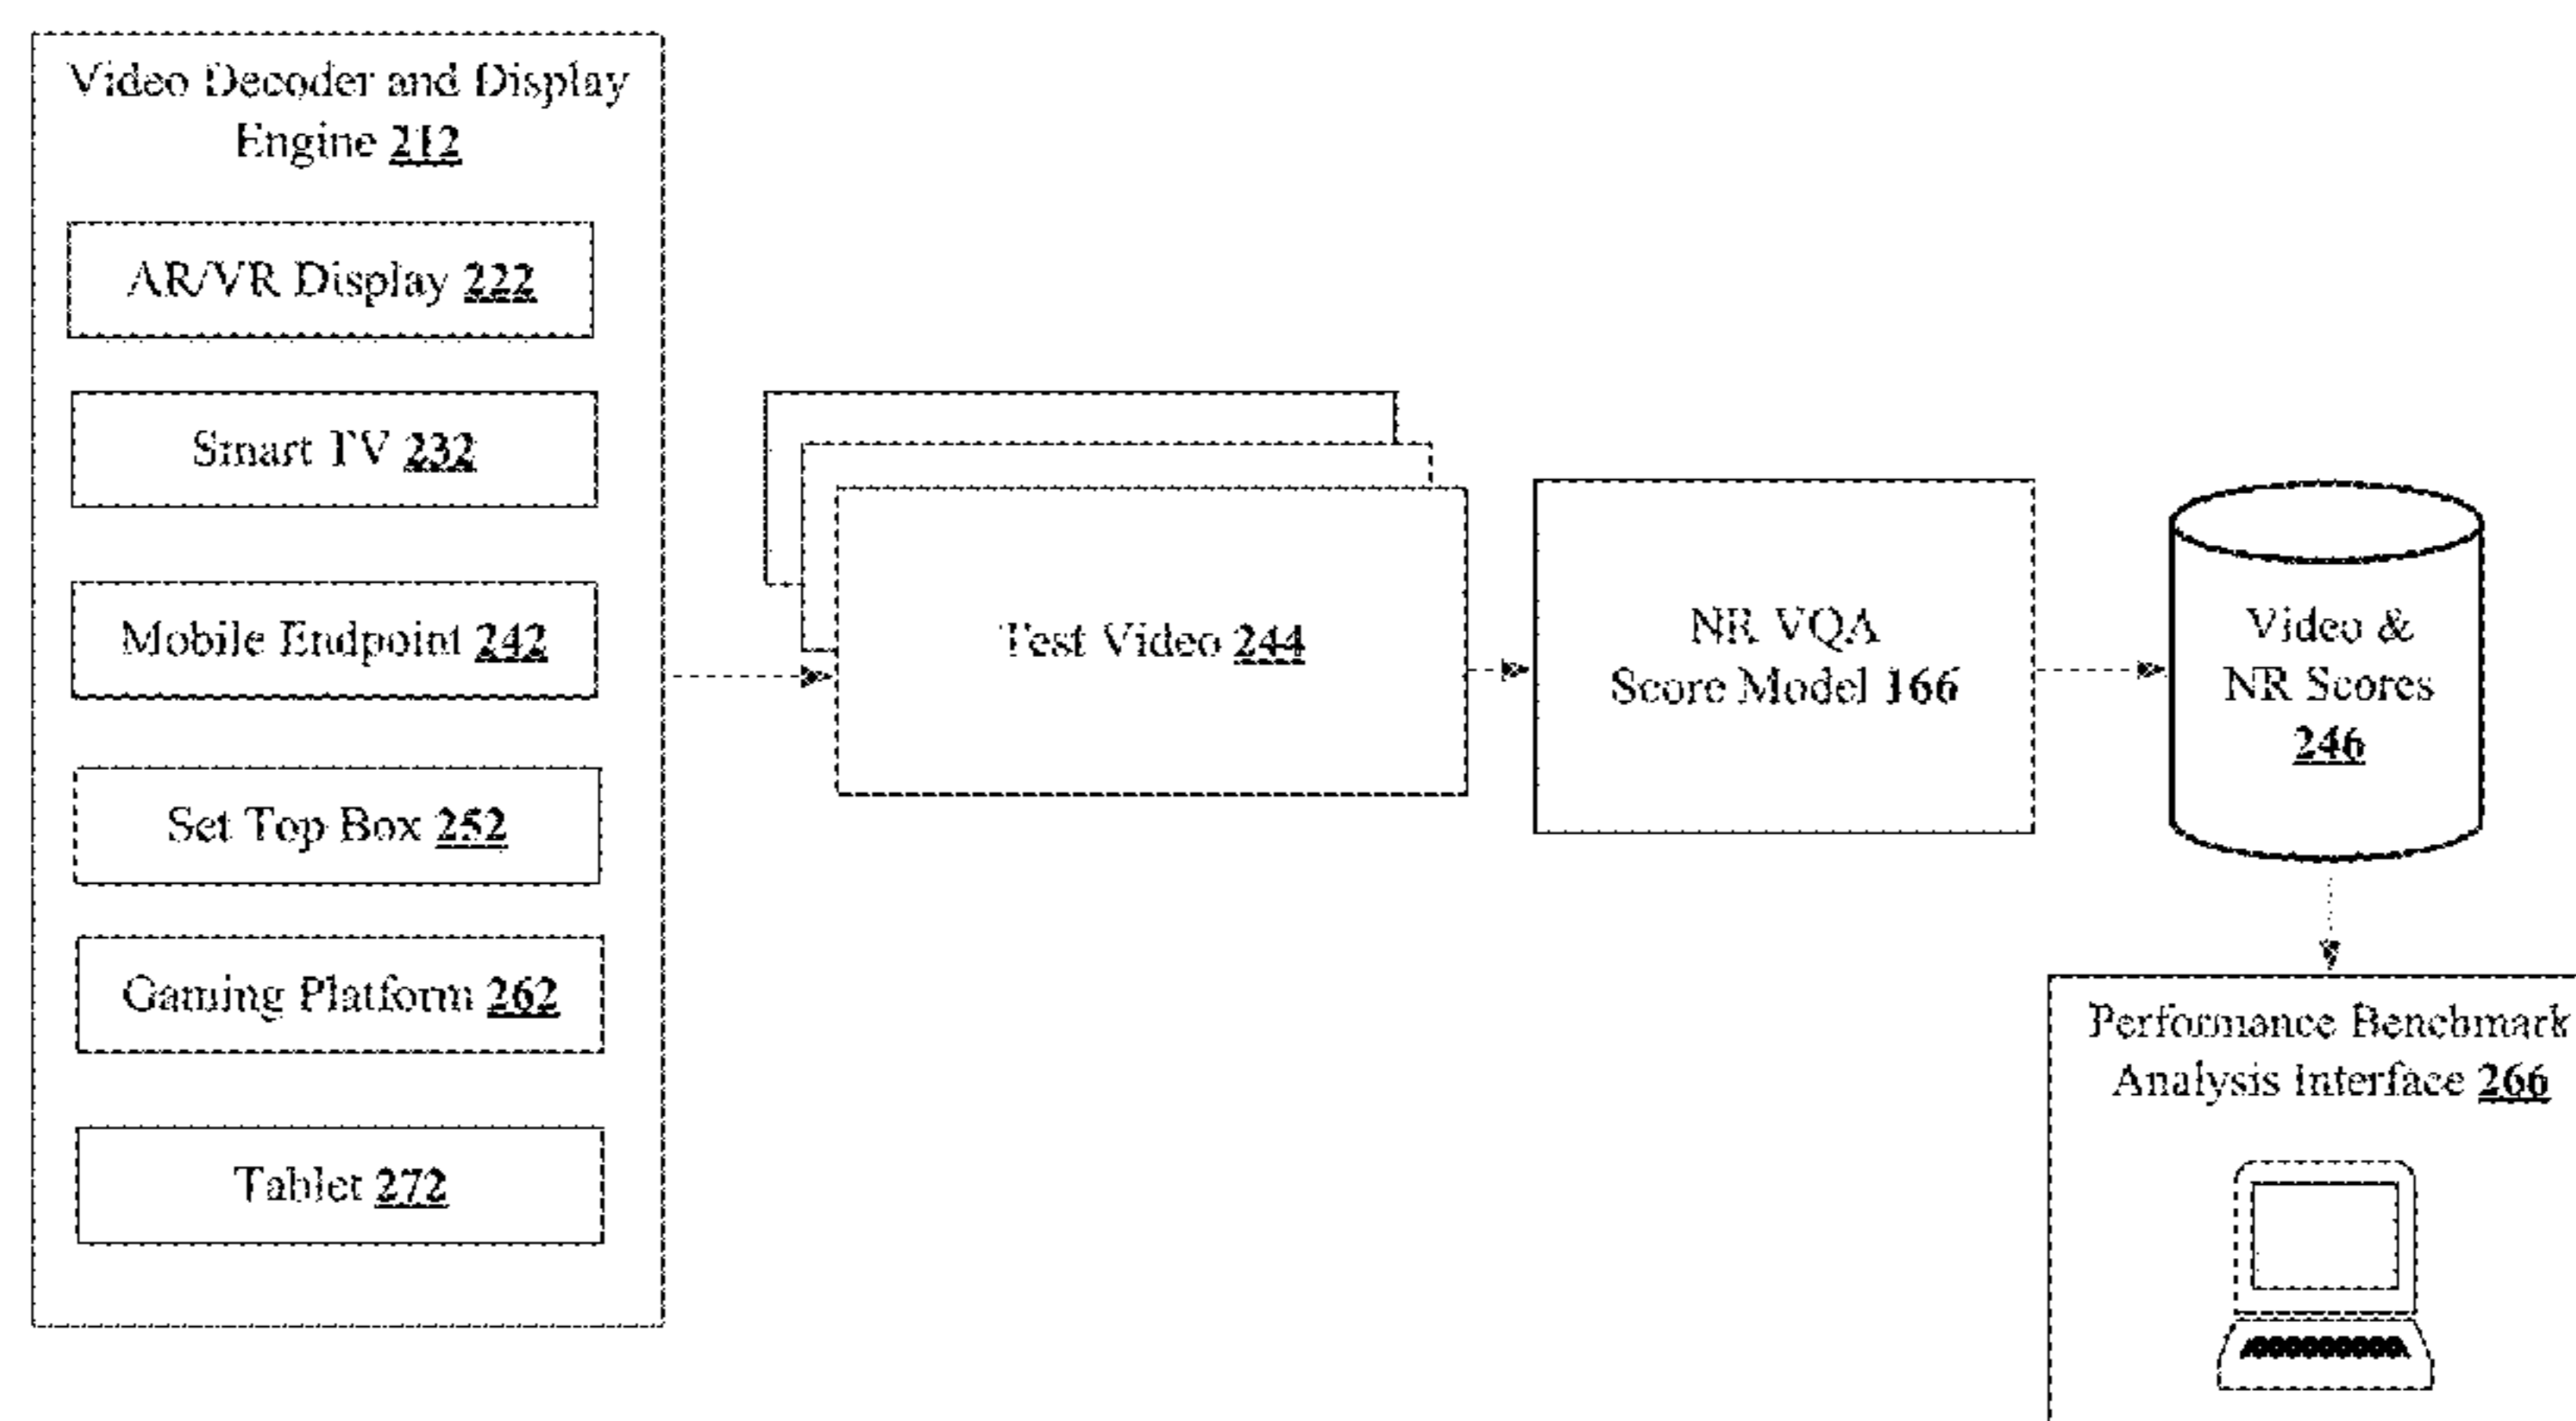 Video Decoder and Display
Engine 212
AR/VR Display 222
Smart TV 232
Mobile Endpoint 242
Set Top Box 252
Gaming Platform 262
Tablet 272
Test Video 244
NR VQA
Score Model 166
Video &
NR Scores
246
Performance Benchmark
Analysis Interface 266